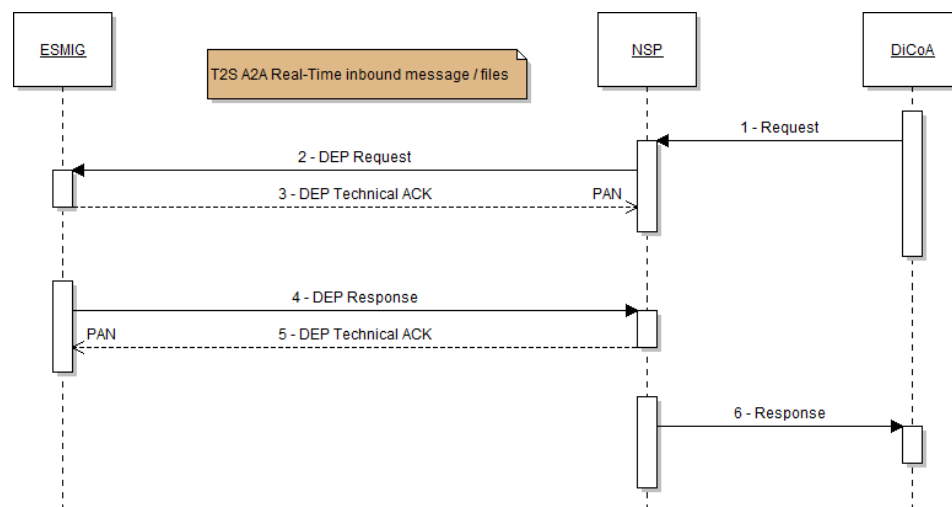 ESMIG
NSP
DiCoA
T2S A2A Real-Time inbound message / files
1 - Request
2 - DEP Request
3 - DEP Technical ACK
PAN
4 - DEP Response
PAN
5 - DEP Technical ACK
6 - Response